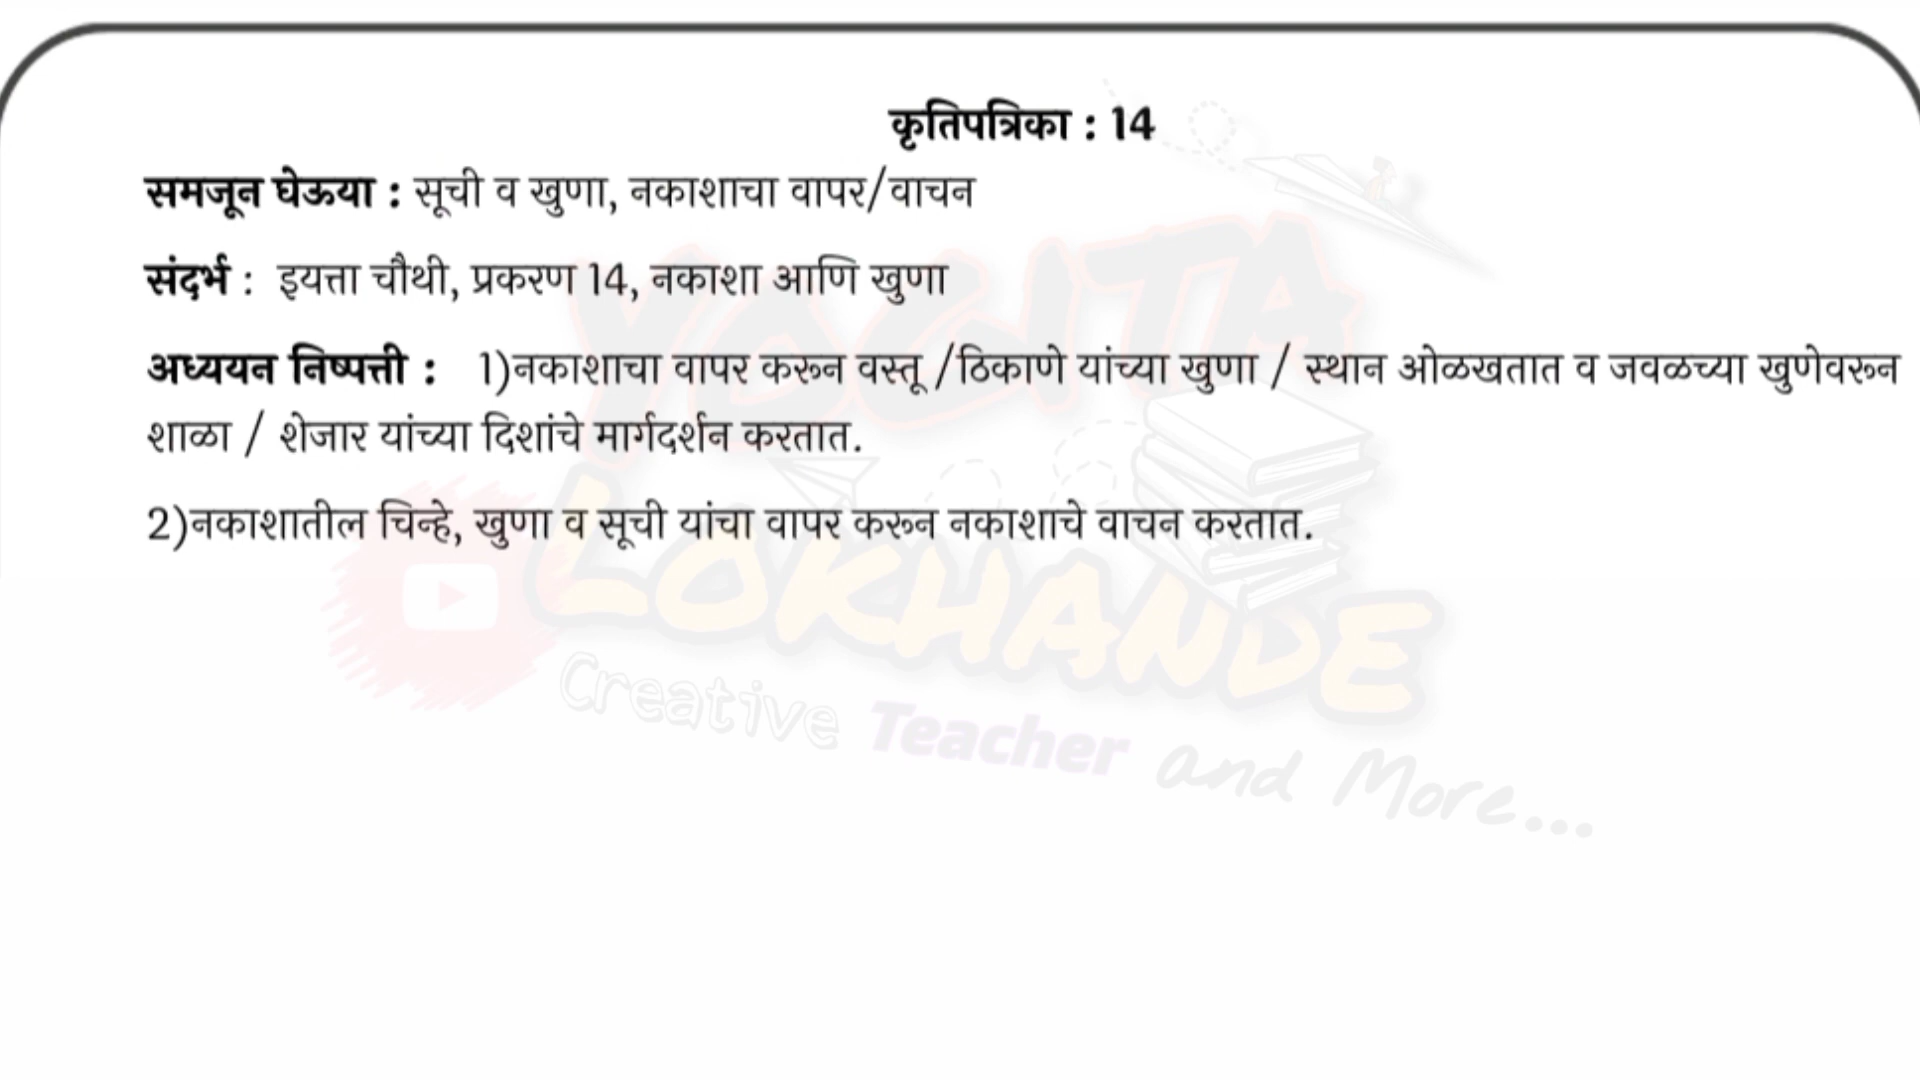 कृतिपत्रिका : 14
समजून घेऊया : सूची व खुणा, नकाशाचा वापर/वाचन
संदर्भ : इयत्ता चौथी, प्रकरण 14, नकाशा आणि खुणा
अध्ययन निष्पत्ती : 1)नकाशाचा वापर करून वस्तू /ठिकाणे यांच्या खुणा / स्थान ओळखतात व जवळच्या खुणेवरून
शाळा / शेजार यांच्या दिशांचे मार्गदर्शन करतात.
2)नकाशातील चिन्हे, खुणा व सूची यांचा वापर करून नकाशाचे वाचन करतात.
YOGITA
LOKHANDE
Creative Teacher and More...